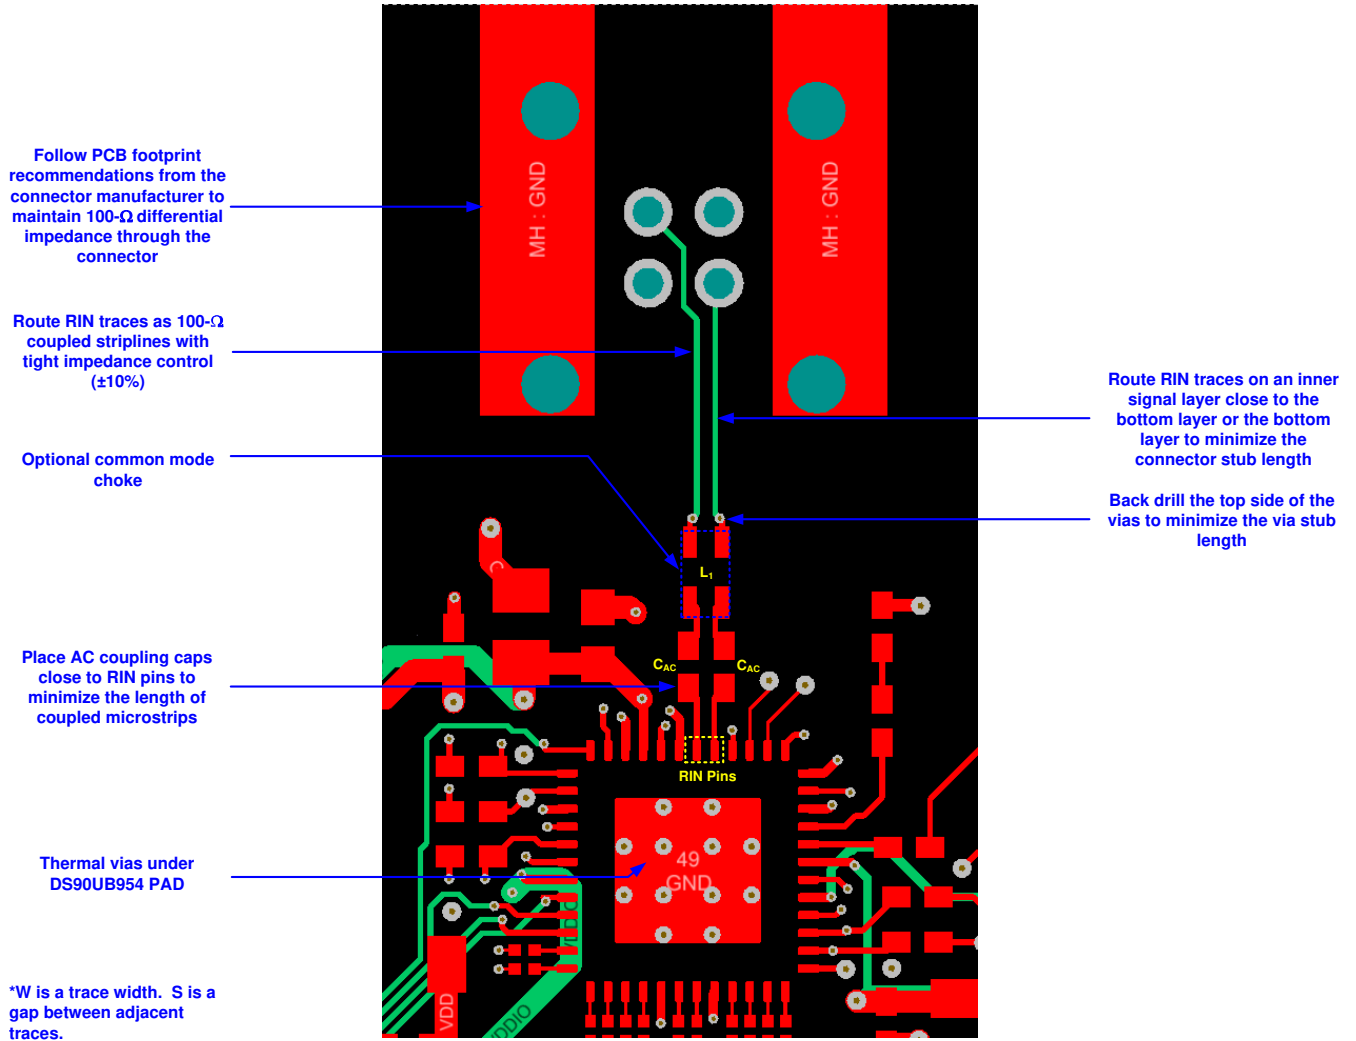 Follow PCB footprint
recommendations from the
connector manufacturer to
maintain 100-Ω differential
impedance through the
connector
Route RIN traces as 100-Ω
coupled striplines with
tight impedance control
(±10%)
Optional common mode
choke
Place AC coupling caps
close to RIN pins to
minimize the length of
coupled microstrips
Thermal vias under
DS90UB954 PAD
*W is a trace width.  S is a
gap between adjacent
traces.
MH : GND
MH : GND
L1
CAC
CAC
RIN Pins
49
GND
VDD
VDDIO
Route RIN traces on an inner
signal layer close to the
bottom layer or the bottom
layer to minimize the
connector stub length
Back drill the top side of the
vias to minimize the via stub
length